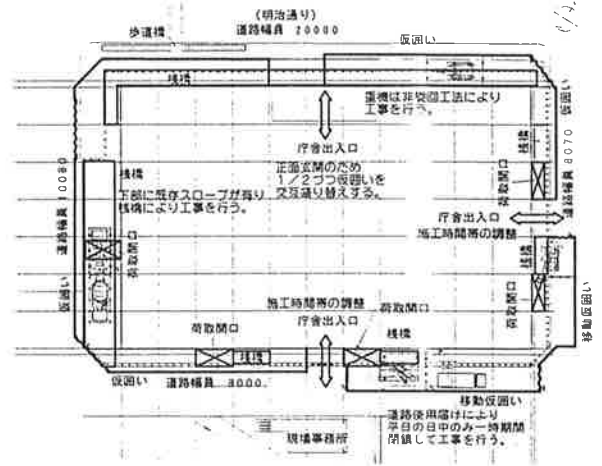 (明治通り)
歩道橋
道路幅員 20000
仮囲い
桟橋
重機は非旋回工法により
工事を行う。
仮囲い
庁舎出入口
正面玄関のため
1/2づつ仮囲いを
交互盛り替えする。
桟橋
荷取開口
道路幅員 8070
桟橋
下部に既存スロープが有り
桟橋により工事を行う。
道路幅員 10080
荷取開口
仮囲い
庁舎出入口
施工時間帯の調整
桟橋
荷取開口
移動仮囲い
施工時間帯の調整
荷取開口
庁舎出入口
荷取開口
桟橋
桟橋
仮囲い
道路幅員 8000
移動仮囲い
道路使用届けにより
平日の日中のみ一時期間
閉鎖して工事を行う。
現場事務所